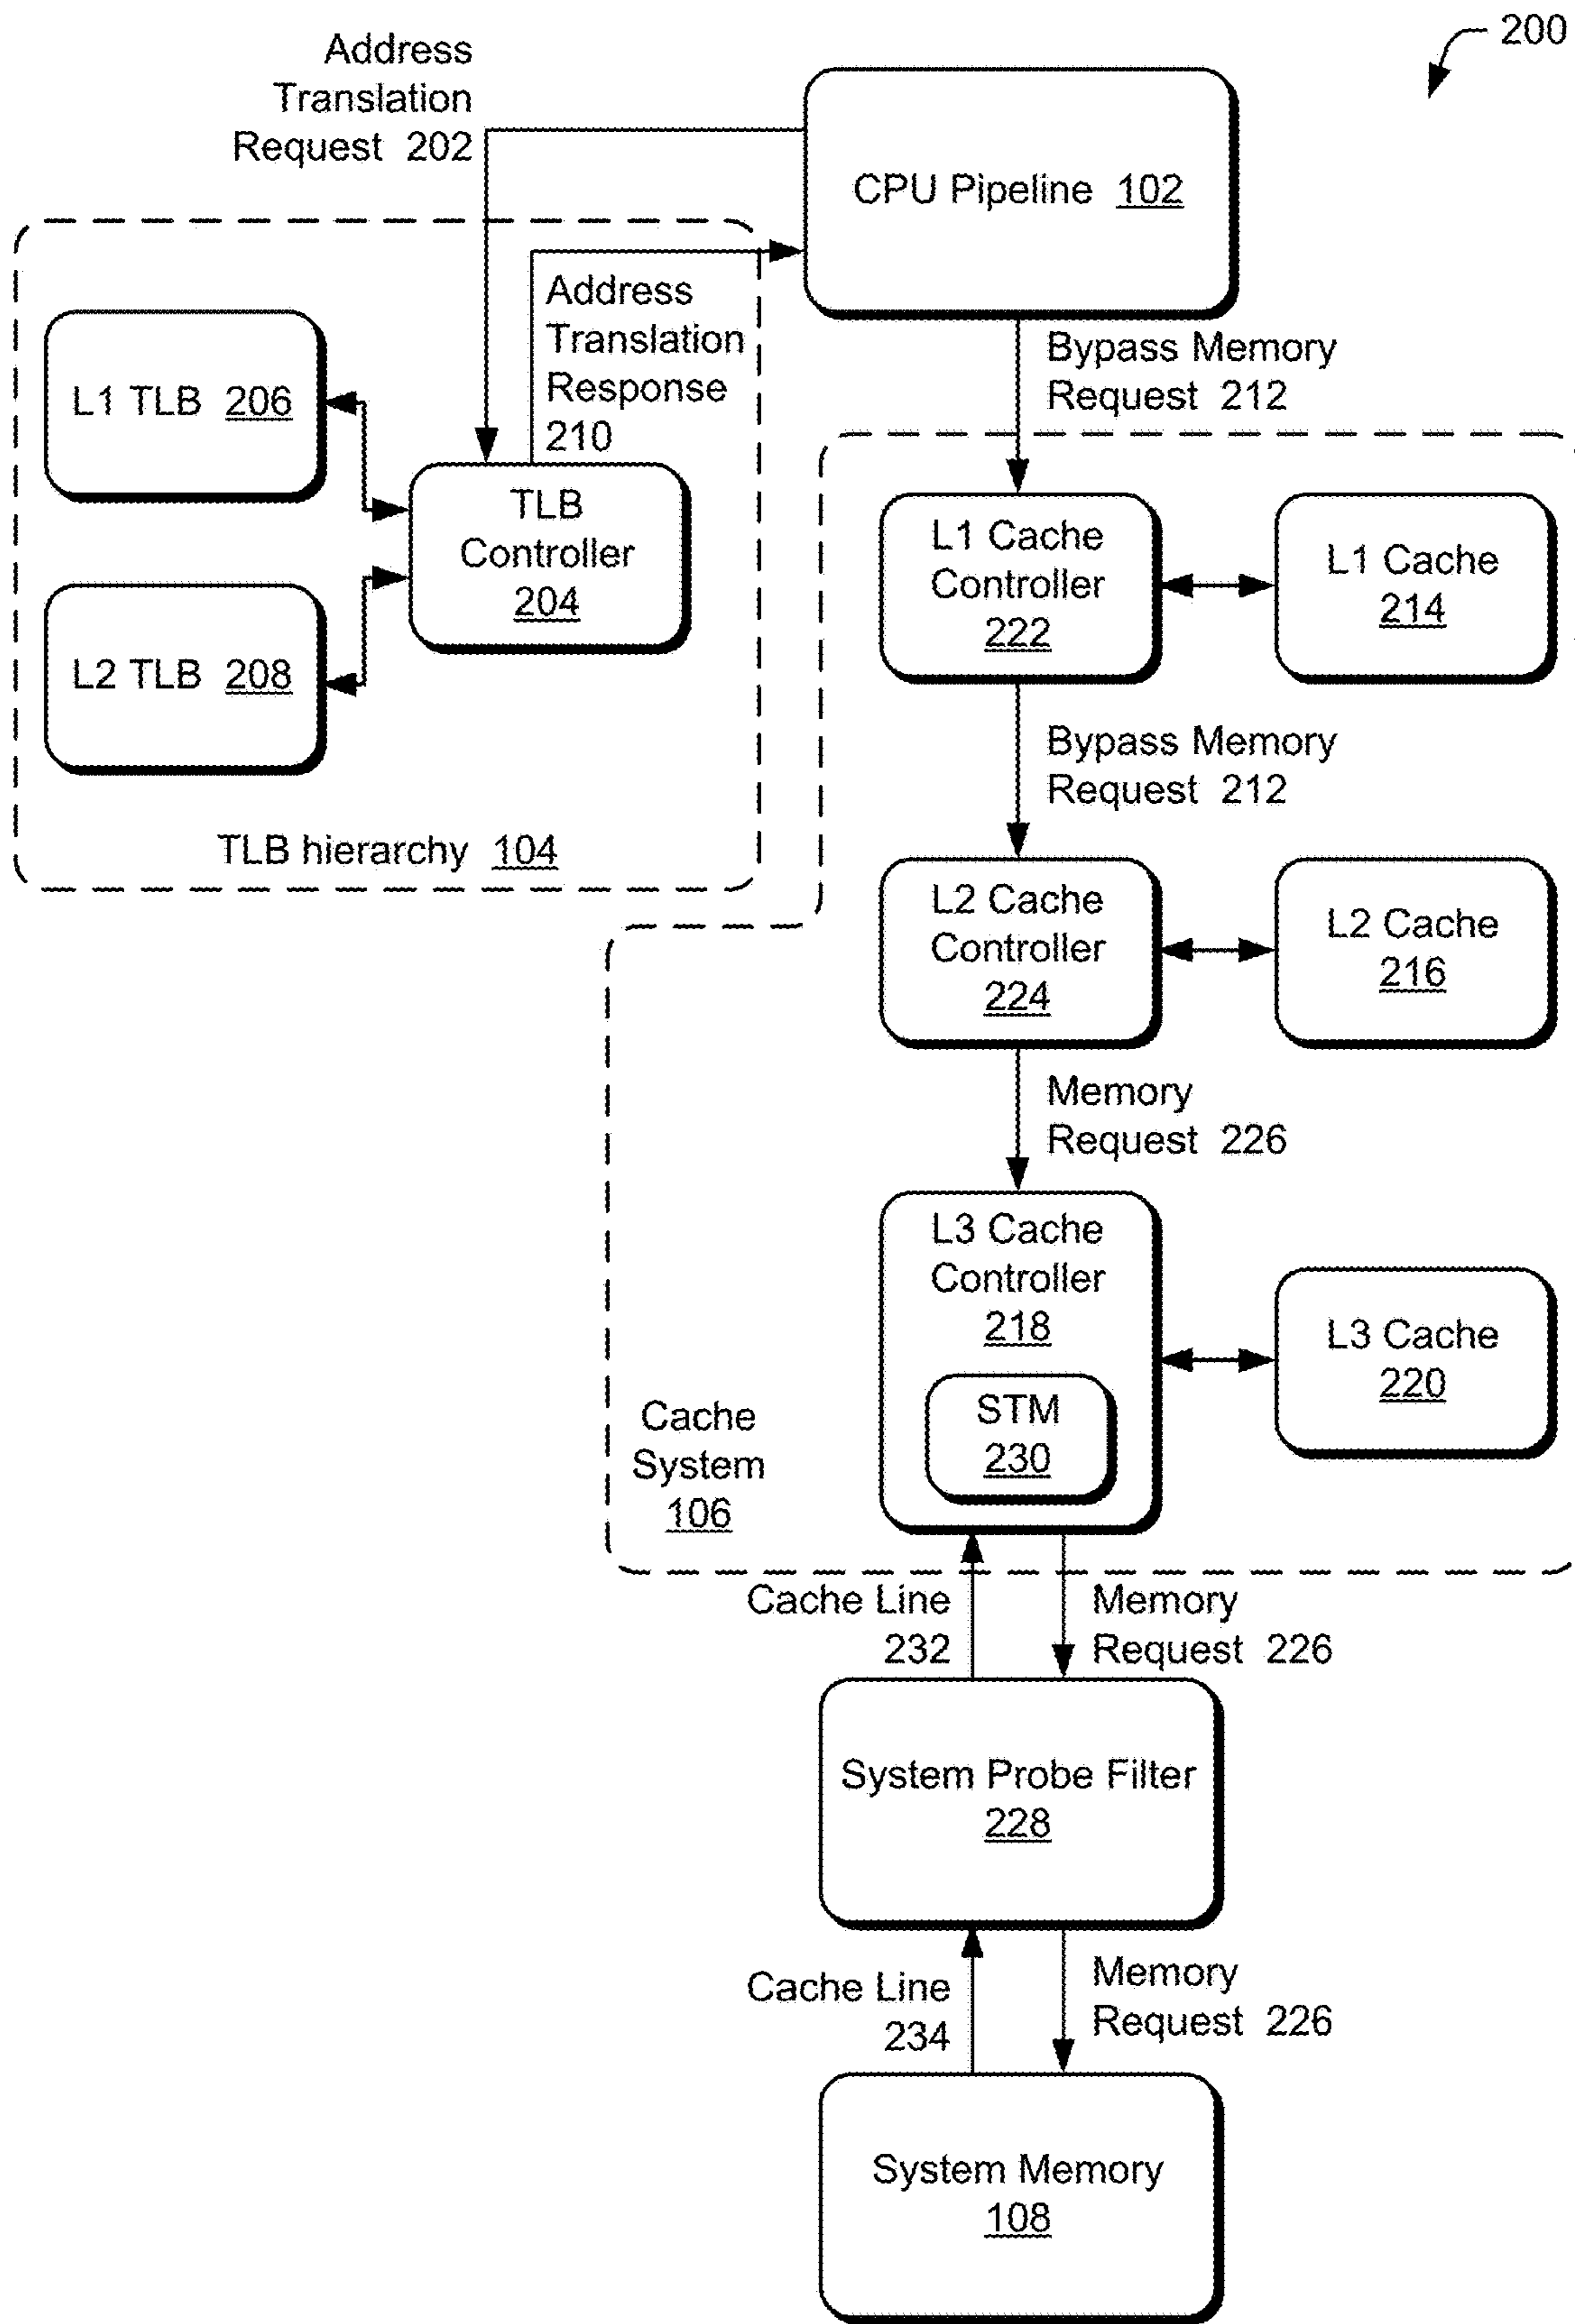 200
Address
Translation
Request 202
CPU Pipeline 102
Address
Translation
Response
210
L1 TLB 206
TLB
Controller
204
L2 TLB 208
TLB hierarchy 104
Bypass Memory
Request 212
L1 Cache
Controller
222
L1 Cache
214
Bypass Memory
Request 212
L2 Cache
Controller
224
L2 Cache
216
Memory
Request 226
L3 Cache
Controller
218
STM
230
L3 Cache
220
Cache
System
106
Cache Line
232
Memory
Request 226
System Probe Filter
228
Cache Line
234
Memory
Request 226
System Memory
108